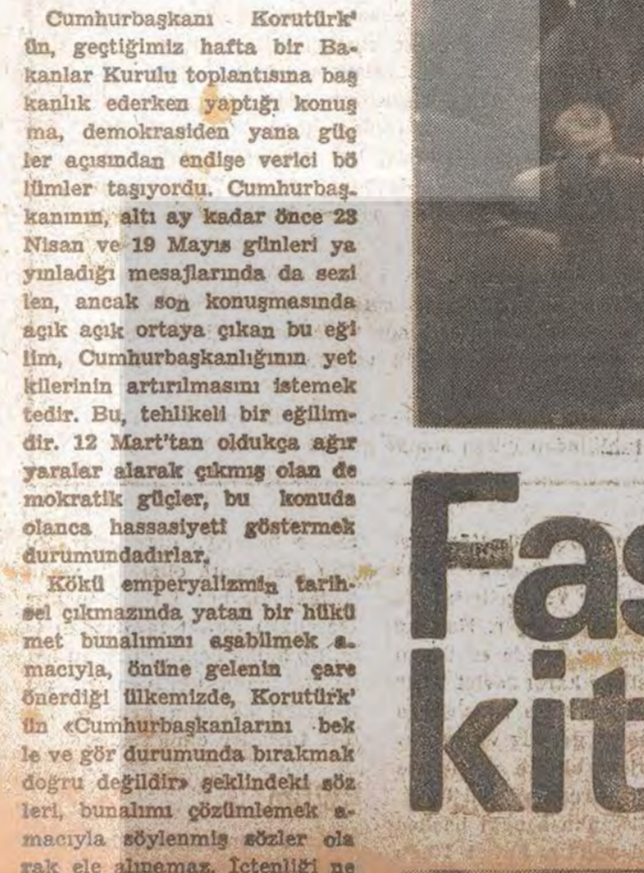 Cumhurbaşkanı Korutürk'
ün, geçtiğimiz hafta bir Ba-
kanlar Kurulu toplantısına baş
kanlık ederken yaptığı konuş
ma, demokrasiden yana güç
ler açısından endişe verici bö
lümler taşıyordu. Cumhurbaş-
kanının, altı ay kadar önce 23
Nisan ve 19 Mayıs günleri ya
yınladığı mesajlarında da sezi
len, ancak son konuşmasında
açık açık ortaya çıkan bu eği
lim, Cumhurbaşkanlığının yet
kilerinin artırılmasını istemek
tedir. Bu, tehlikeli bir eğilim-
dir. 12 Mart'tan oldukça ağır
yaralar alarak çıkmış olan de
mokratik güçler, bu konuda
olanca hassasiyeti göstermek
durumundadırlar.
Kökü emperyalizmin tarih-
sel çıkmazında yatan bir hükü
met bunalımını aşabilmek a-
macıyla, önüne gelenin çare
önerdiği ülkemizde, Korutürk'
ün «Cumhurbaşkanlarını bek
le ve gör durumunda bırakmak
doğru değildir» şeklindeki söz
leri, bunalımı çözümlemek a-
macıyla söylenmiş sözler ola
rak ele alınamaz. İçtenliği ne
Fas
kit